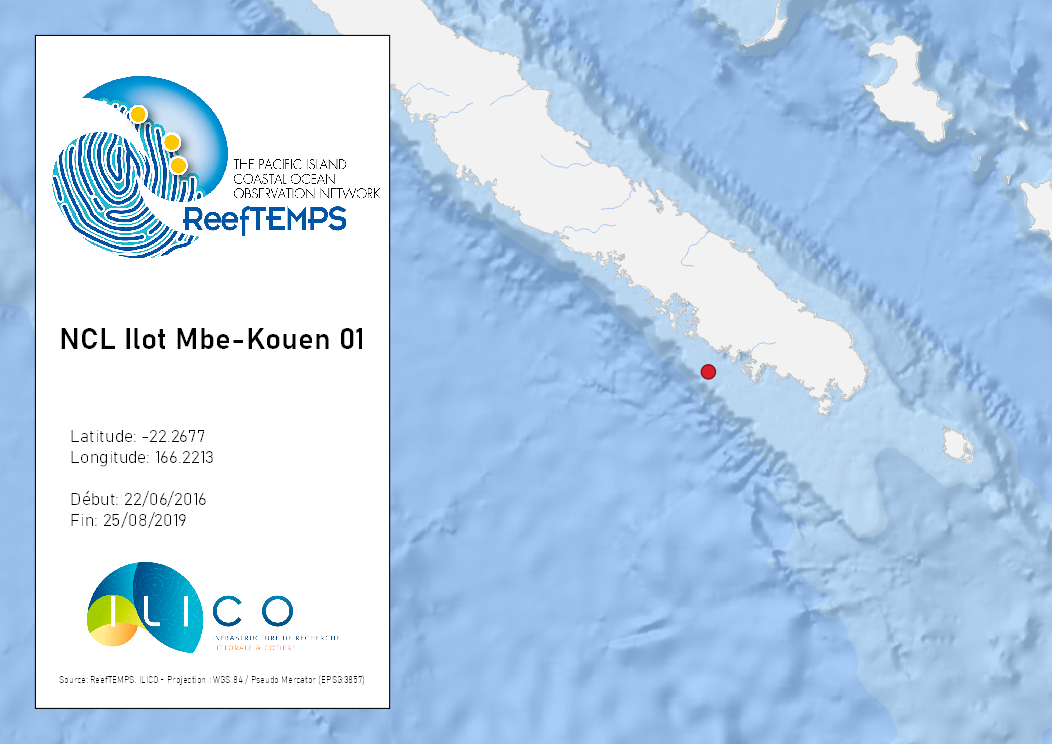 THE PACIFIC ISLAND
COASTAL OCEAN
OBSERVATION NETWORK
ReefTEMPS
NCL Ilot Mbe-Kouen 01
Latitude: -22.2677
Longitude: 166.2213
Début: 22/06/2016
Fin: 25/08/2019
ILICO
INFRASTRUCTURE DE RECHERCHE
LITTORALE & CÔTIÈRE
Source: ReefTEMPS, ILICO - Projection : WGS 84 / Pseudo Mercator (EPSG:3857)